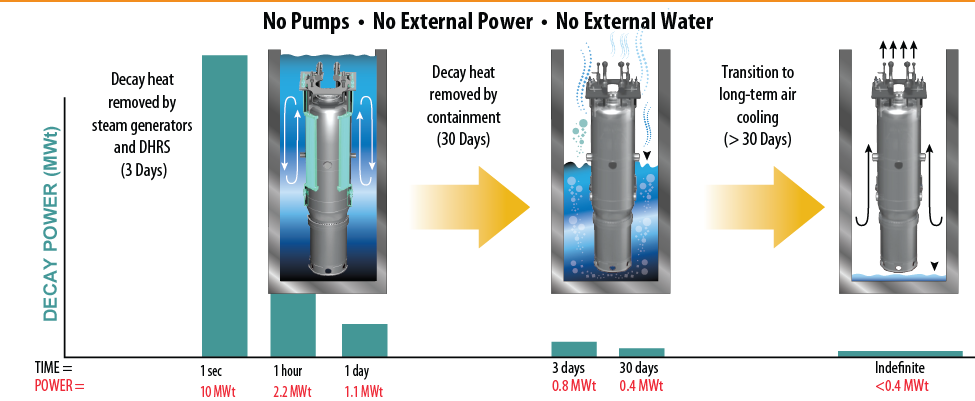 No Pumps • No External Power • No External Water
Decay heat
removed by
steam generators
and DHRS
(3 Days)
Decay heat
removed by
containment
(30 Days)
Transition to
long-term air
cooling
(> 30 Days)
DECAY POWER (MWt)
TIME = 1 sec 1 hour 1 day 3 days 30 days Indefinite
POWER = 10 MWt 2.2 MWt 1.1 MWt 0.8 MWt 0.4 MWt <0.4 MWt